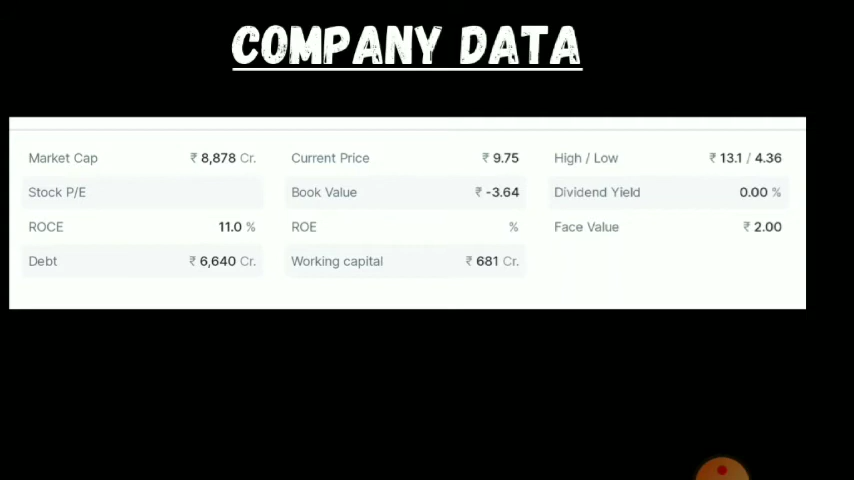 COMPANY DATA
Market Cap ₹ 8,878 Cr. Current Price ₹ 9.75 High / Low ₹ 13.1 / 4.36
Stock P/E Book Value ₹ -3.64 Dividend Yield 0.00 %
ROCE 11.0 % ROE % Face Value ₹ 2.00
Debt ₹ 6,640 Cr. Working capital ₹ 681 Cr.